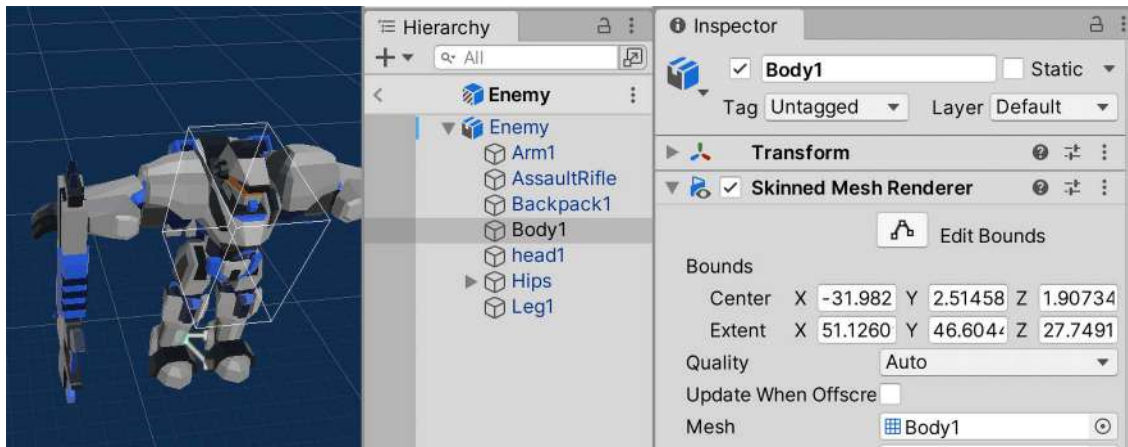 Hierarchy
All
Enemy
Enemy
Arm1
AssaultRifle
Backpack1
Body1
head1
Hips
Leg1
Inspector
Body1 Static
Tag Untagged Layer Default
Transform
Skinned Mesh Renderer
Edit Bounds
Bounds
Center X -31.982 Y 2.51458 Z 1.90734
Extent X 51.1260 Y 46.6044 Z 27.7491
Quality Auto
Update When Offscre
Mesh Body1